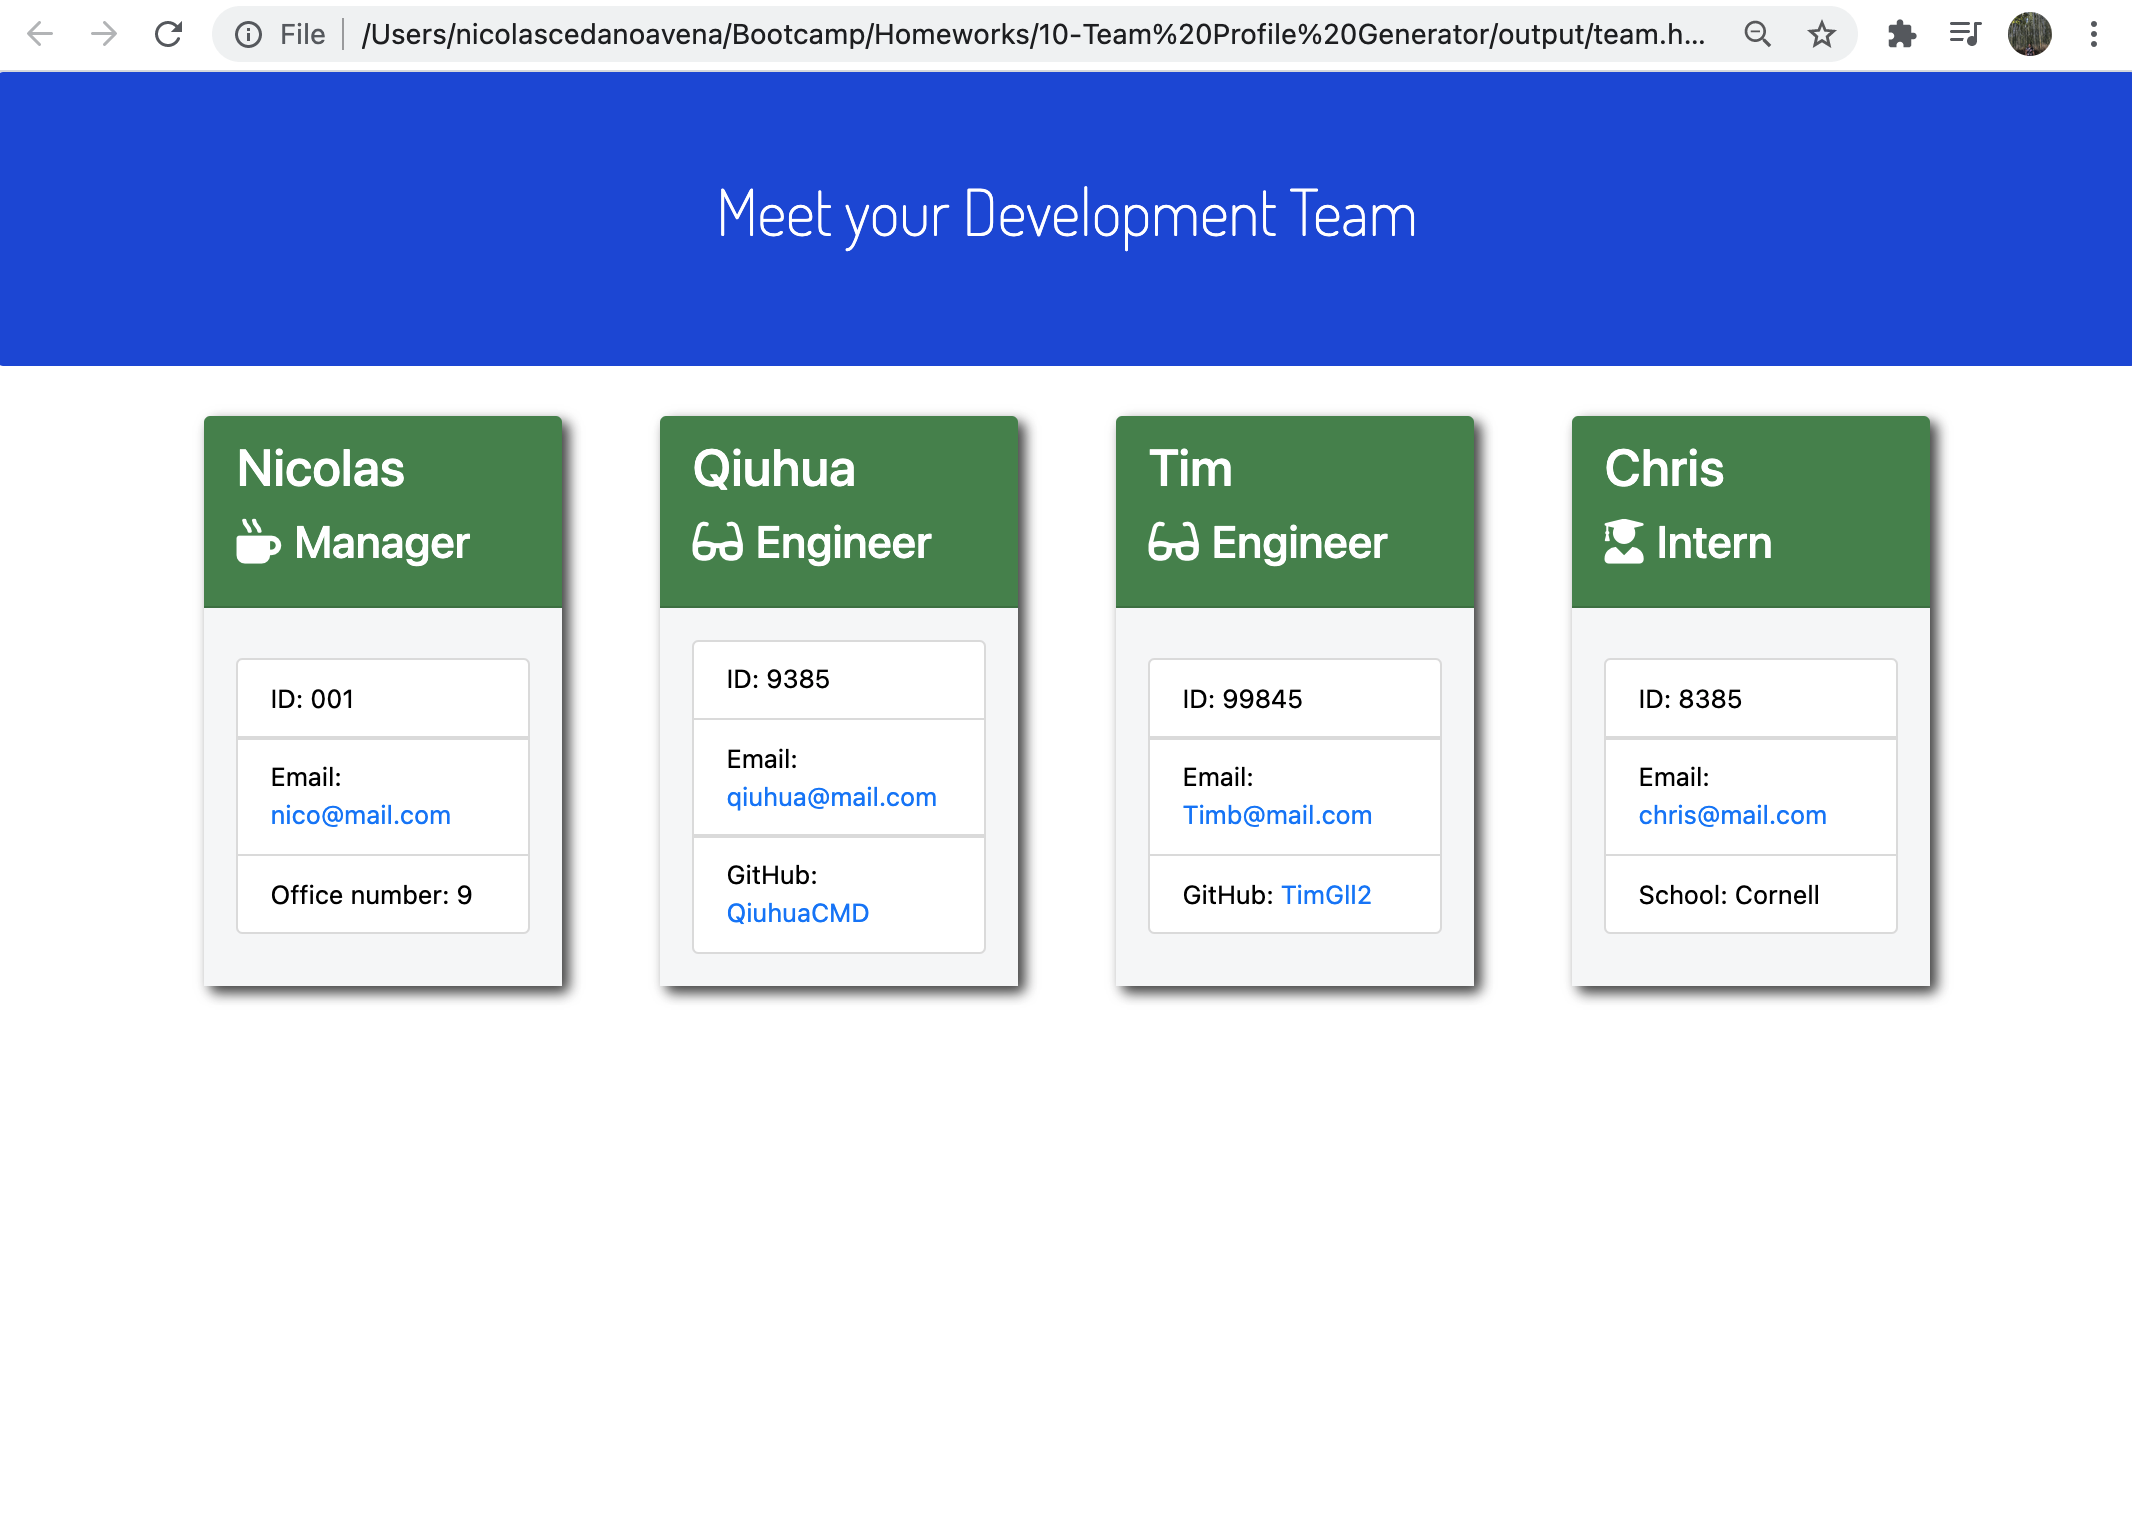 File
/Users/nicolascedanoavena/Bootcamp/Homeworks/10-Team%20Profile%20Generator/output/team.h...
Meet your Development Team
Nicolas
Manager
ID: 001
Email:
nico@mail.com
Office number: 9
Qiuhua
Engineer
ID: 9385
Email:
qiuhua@mail.com
GitHub:
QiuhuaCMD
Tim
Engineer
ID: 99845
Email:
Timb@mail.com
GitHub: TimGll2
Chris
Intern
ID: 8385
Email:
chris@mail.com
School: Cornell